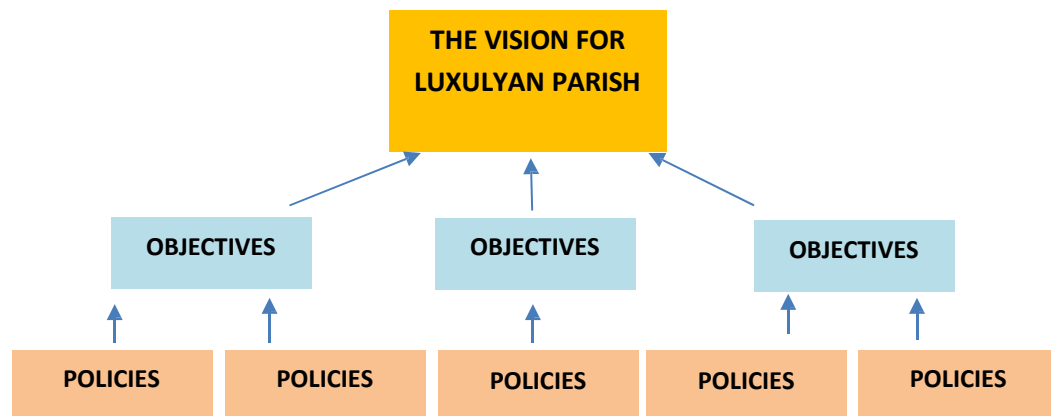 THE VISION FOR
LUXULYAN PARISH
OBJECTIVES
OBJECTIVES
OBJECTIVES
POLICIES
POLICIES
POLICIES
POLICIES
POLICIES